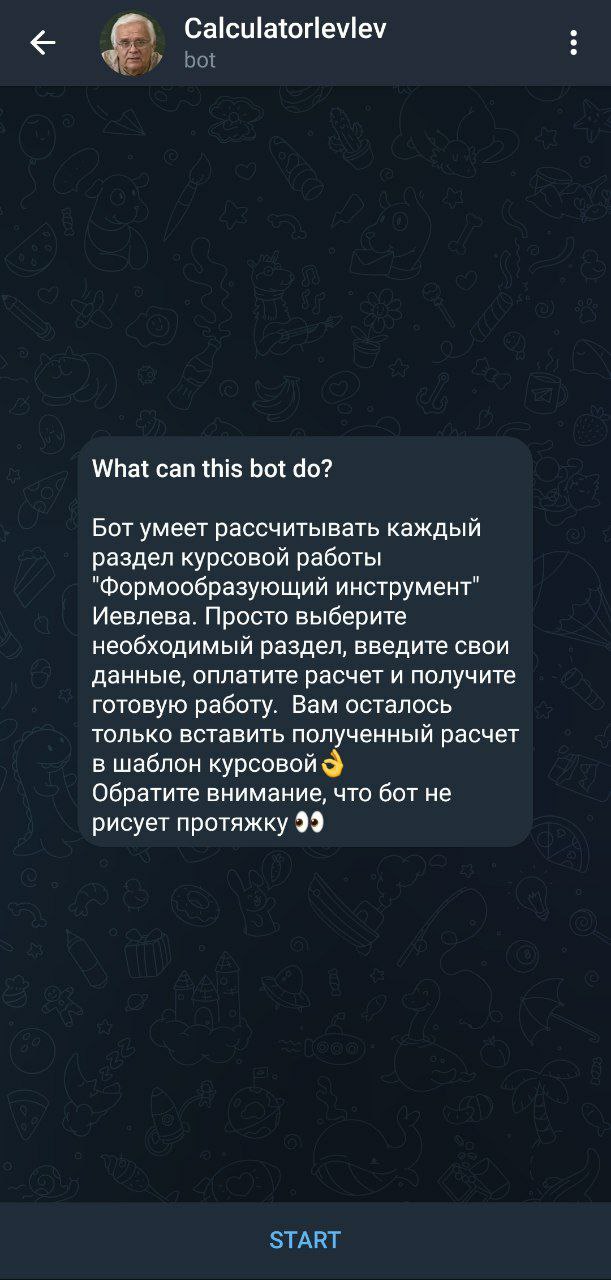 CalculatorIevlev
bot
What can this bot do?
Бот умеет рассчитывать каждый
раздел курсовой работы
"Формообразующий инструмент"
Иевлева. Просто выберите
необходимый раздел, введите свои
данные, оплатите расчет и получите
готовую работу.  Вам осталось
только вставить полученный расчет
в шаблон курсовой👌
Обратите внимание, что бот не
рисует протяжку 👀
START